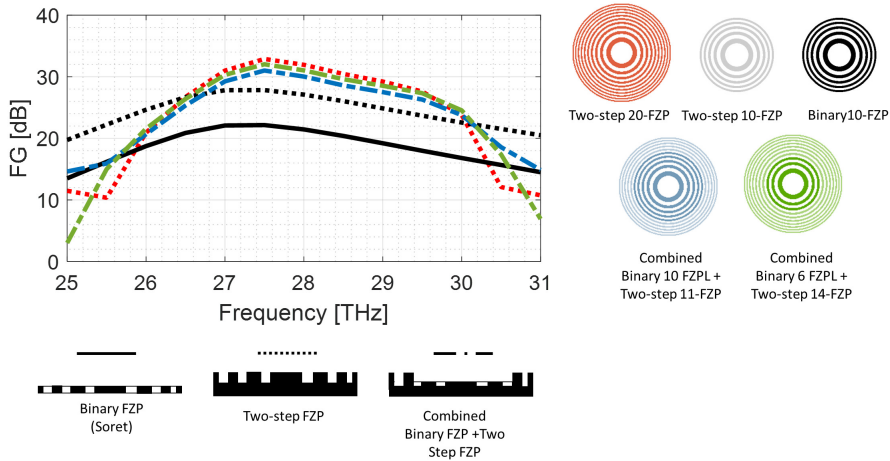 FG [dB]
40
30
20
10
0
25
26
27
28
29
30
31
Frequency [THz]
Two-step 20-FZP
Two-step 10-FZP
Binary10-FZP
Combined
Binary 10 FZPL +
Two-step 11-FZP
Combined
Binary 6 FZPL +
Two-step 14-FZP
Binary FZP
(Soret)
Two-step FZP
Combined
Binary FZP +Two
Step FZP